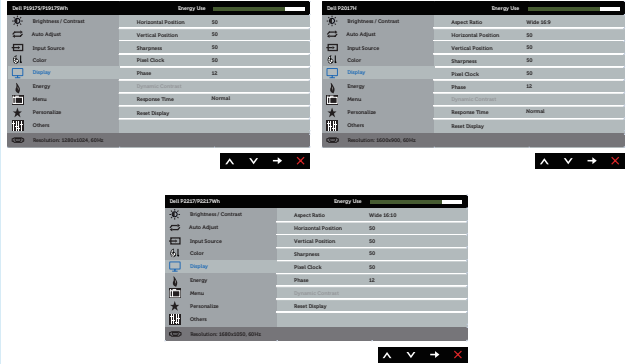 Dell P1917S/P1917SWh Energy Use
Brightness / Contrast Horizontal Position 50
Auto Adjust Vertical Position 50
Input Source Sharpness 50
Color Pixel Clock 50
Display Phase 12
Energy Dynamic Contrast
Menu Response Time Normal
Personalize Reset Display
Others
Resolution: 1280x1024, 60Hz
Dell P2017H Energy Use
Brightness / Contrast Aspect Ratio Wide 16:9
Auto Adjust Horizontal Position 50
Input Source Vertical Position 50
Color Sharpness 50
Display Pixel Clock 50
Energy Phase 12
Menu Dynamic Contrast
Personalize Response Time Normal
Others Reset Display
Resolution: 1600x900, 60Hz
Dell P2217/P2217Wh Energy Use
Brightness / Contrast Aspect Ratio Wide 16:10
Auto Adjust Horizontal Position 50
Input Source Vertical Position 50
Color Sharpness 50
Display Pixel Clock 50
Energy Phase 12
Menu Dynamic Contrast
Personalize Reset Display
Others
Resolution: 1680x1050, 60Hz